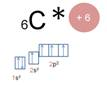 ₆C * + 6
2p³
2s¹
1s²